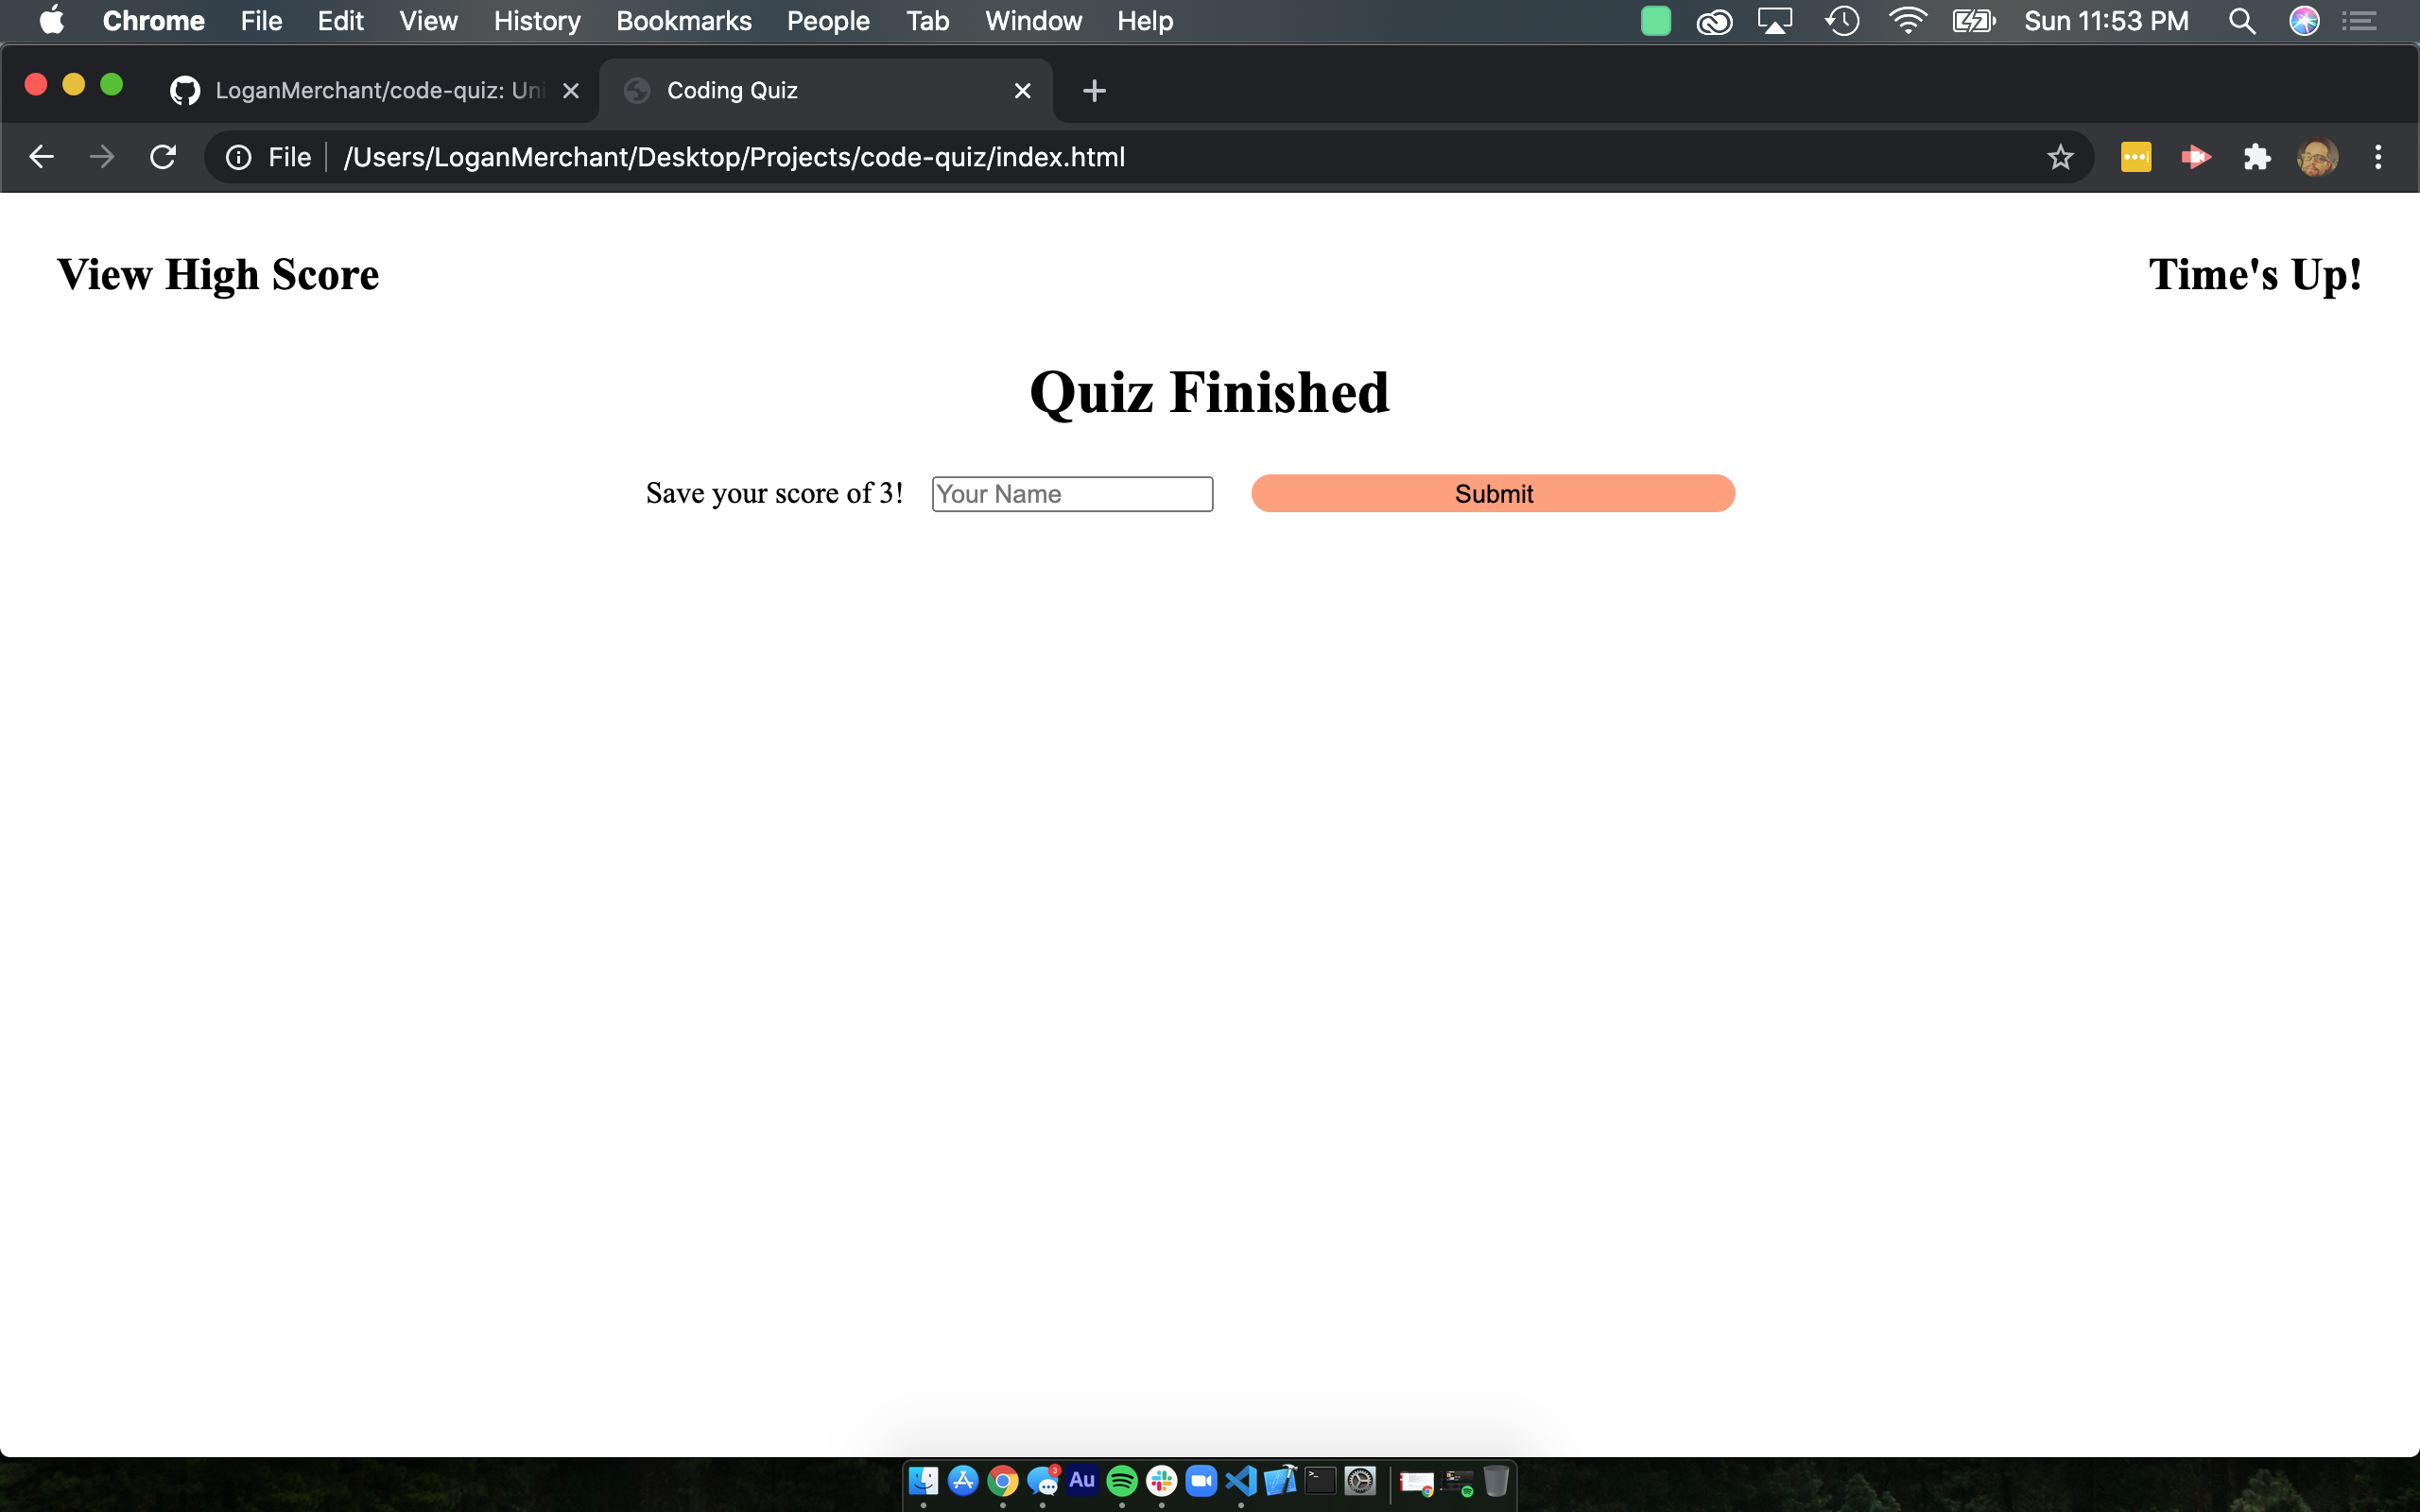 Chrome File Edit View History Bookmarks People Tab Window Help Sun 11:53 PM
LoganMerchant/code-quiz: Uni Coding Quiz
File /Users/LoganMerchant/Desktop/Projects/code-quiz/index.html
View High Score Time's Up!
Quiz Finished
Save your score of 3! Your Name Submit
3
Au